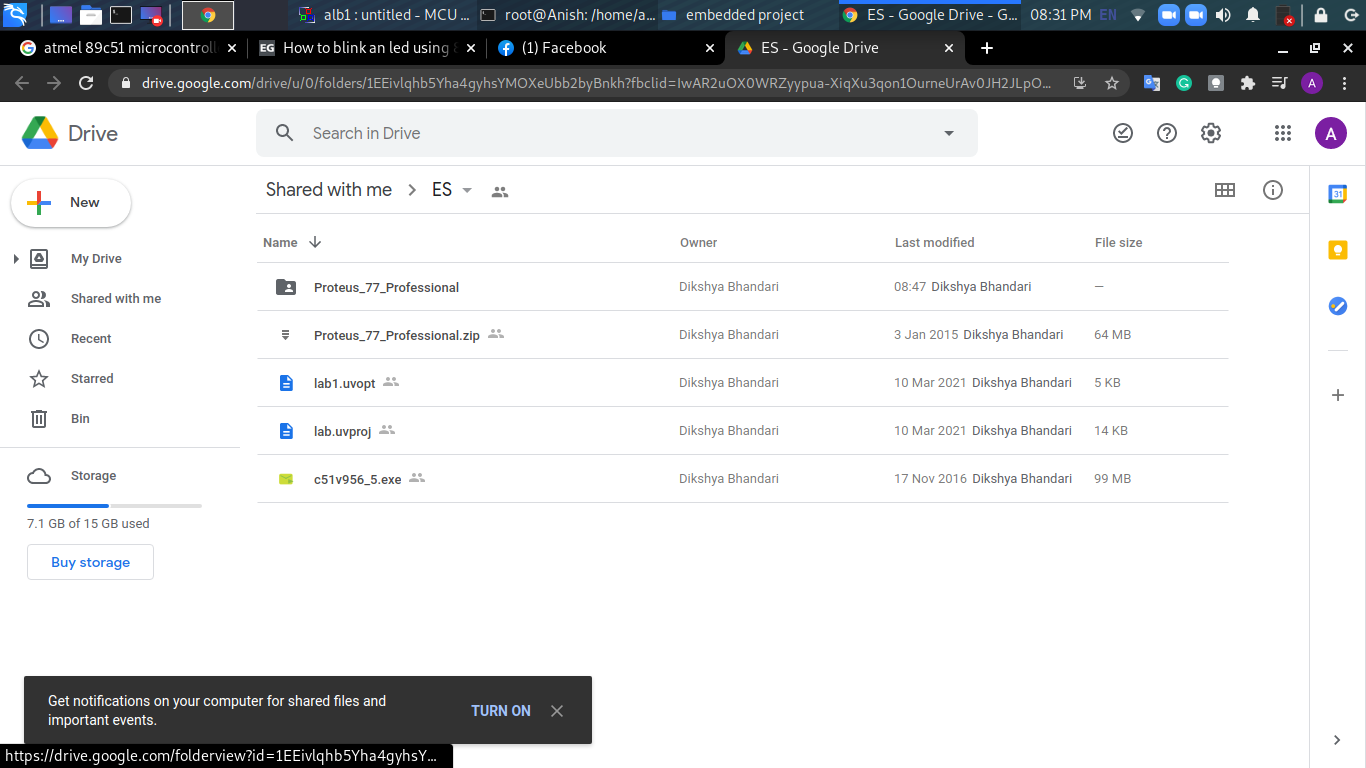 alb1 : untitled - MCU ... root@Anish: /home/a... embedded project ES - Google Drive - G... 08:31 PM EN
atmel 89c51 microcontroll EG How to blink an led using 8 (1) Facebook ES - Google Drive
drive.google.com/drive/u/0/folders/1EEivlqhb5Yha4gyhsYMOXeUbb2byBnkh?fbclid=IwAR2uOX0WRZyypua-XiqXu3qon1OurneUrAv0JH2JLpO... A
Drive
Search in Drive
A
New
My Drive
Shared with me
Recent
Starred
Bin
Storage
7.1 GB of 15 GB used
Buy storage
Shared with me > ES
Name Owner Last modified File size
Proteus_77_Professional Dikshya Bhandari 08:47 Dikshya Bhandari —
Proteus_77_Professional.zip Dikshya Bhandari 3 Jan 2015 Dikshya Bhandari 64 MB
lab1.uvopt Dikshya Bhandari 10 Mar 2021 Dikshya Bhandari 5 KB
lab.uvproj Dikshya Bhandari 10 Mar 2021 Dikshya Bhandari 14 KB
c51v956_5.exe Dikshya Bhandari 17 Nov 2016 Dikshya Bhandari 99 MB
31
Get notifications on your computer for shared files and
important events.
TURN ON
https://drive.google.com/folderview?id=1EEivlqhb5Yha4gyhsY...